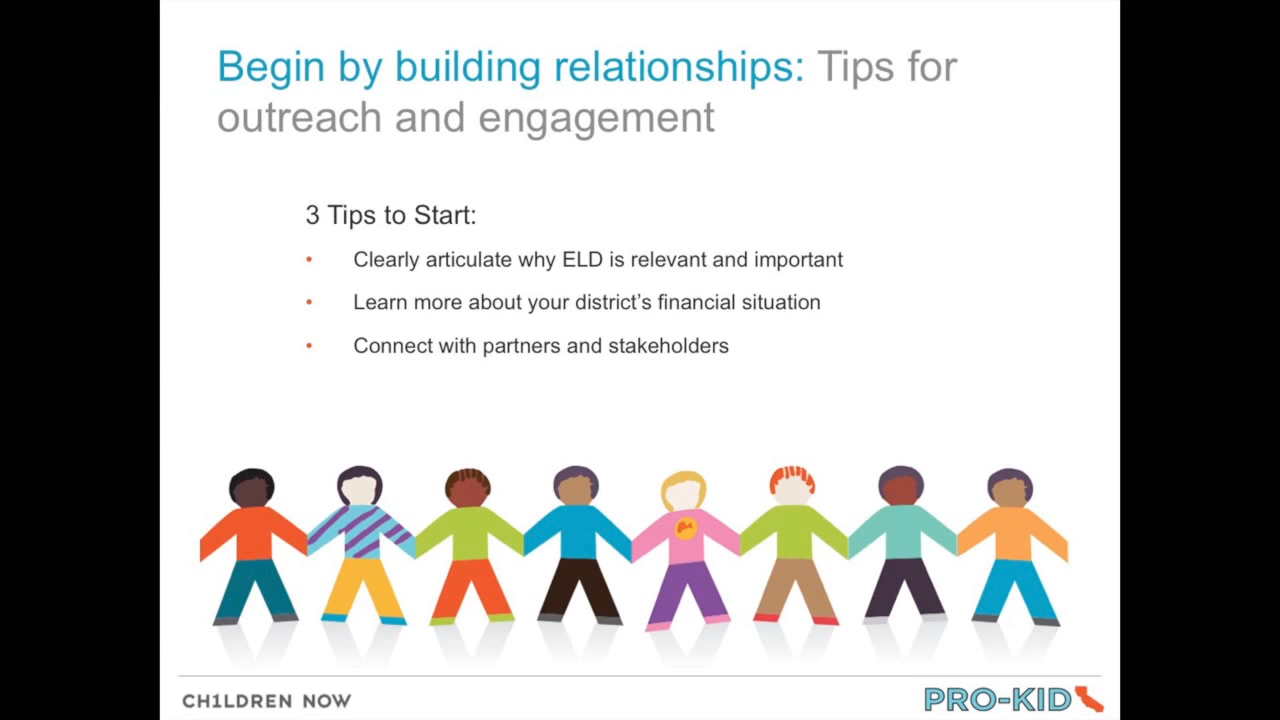 Begin by building relationships: Tips for
outreach and engagement
3 Tips to Start:
• Clearly articulate why ELD is relevant and important
• Learn more about your district's financial situation
• Connect with partners and stakeholders
CH1LDREN NOW
PRO-KID